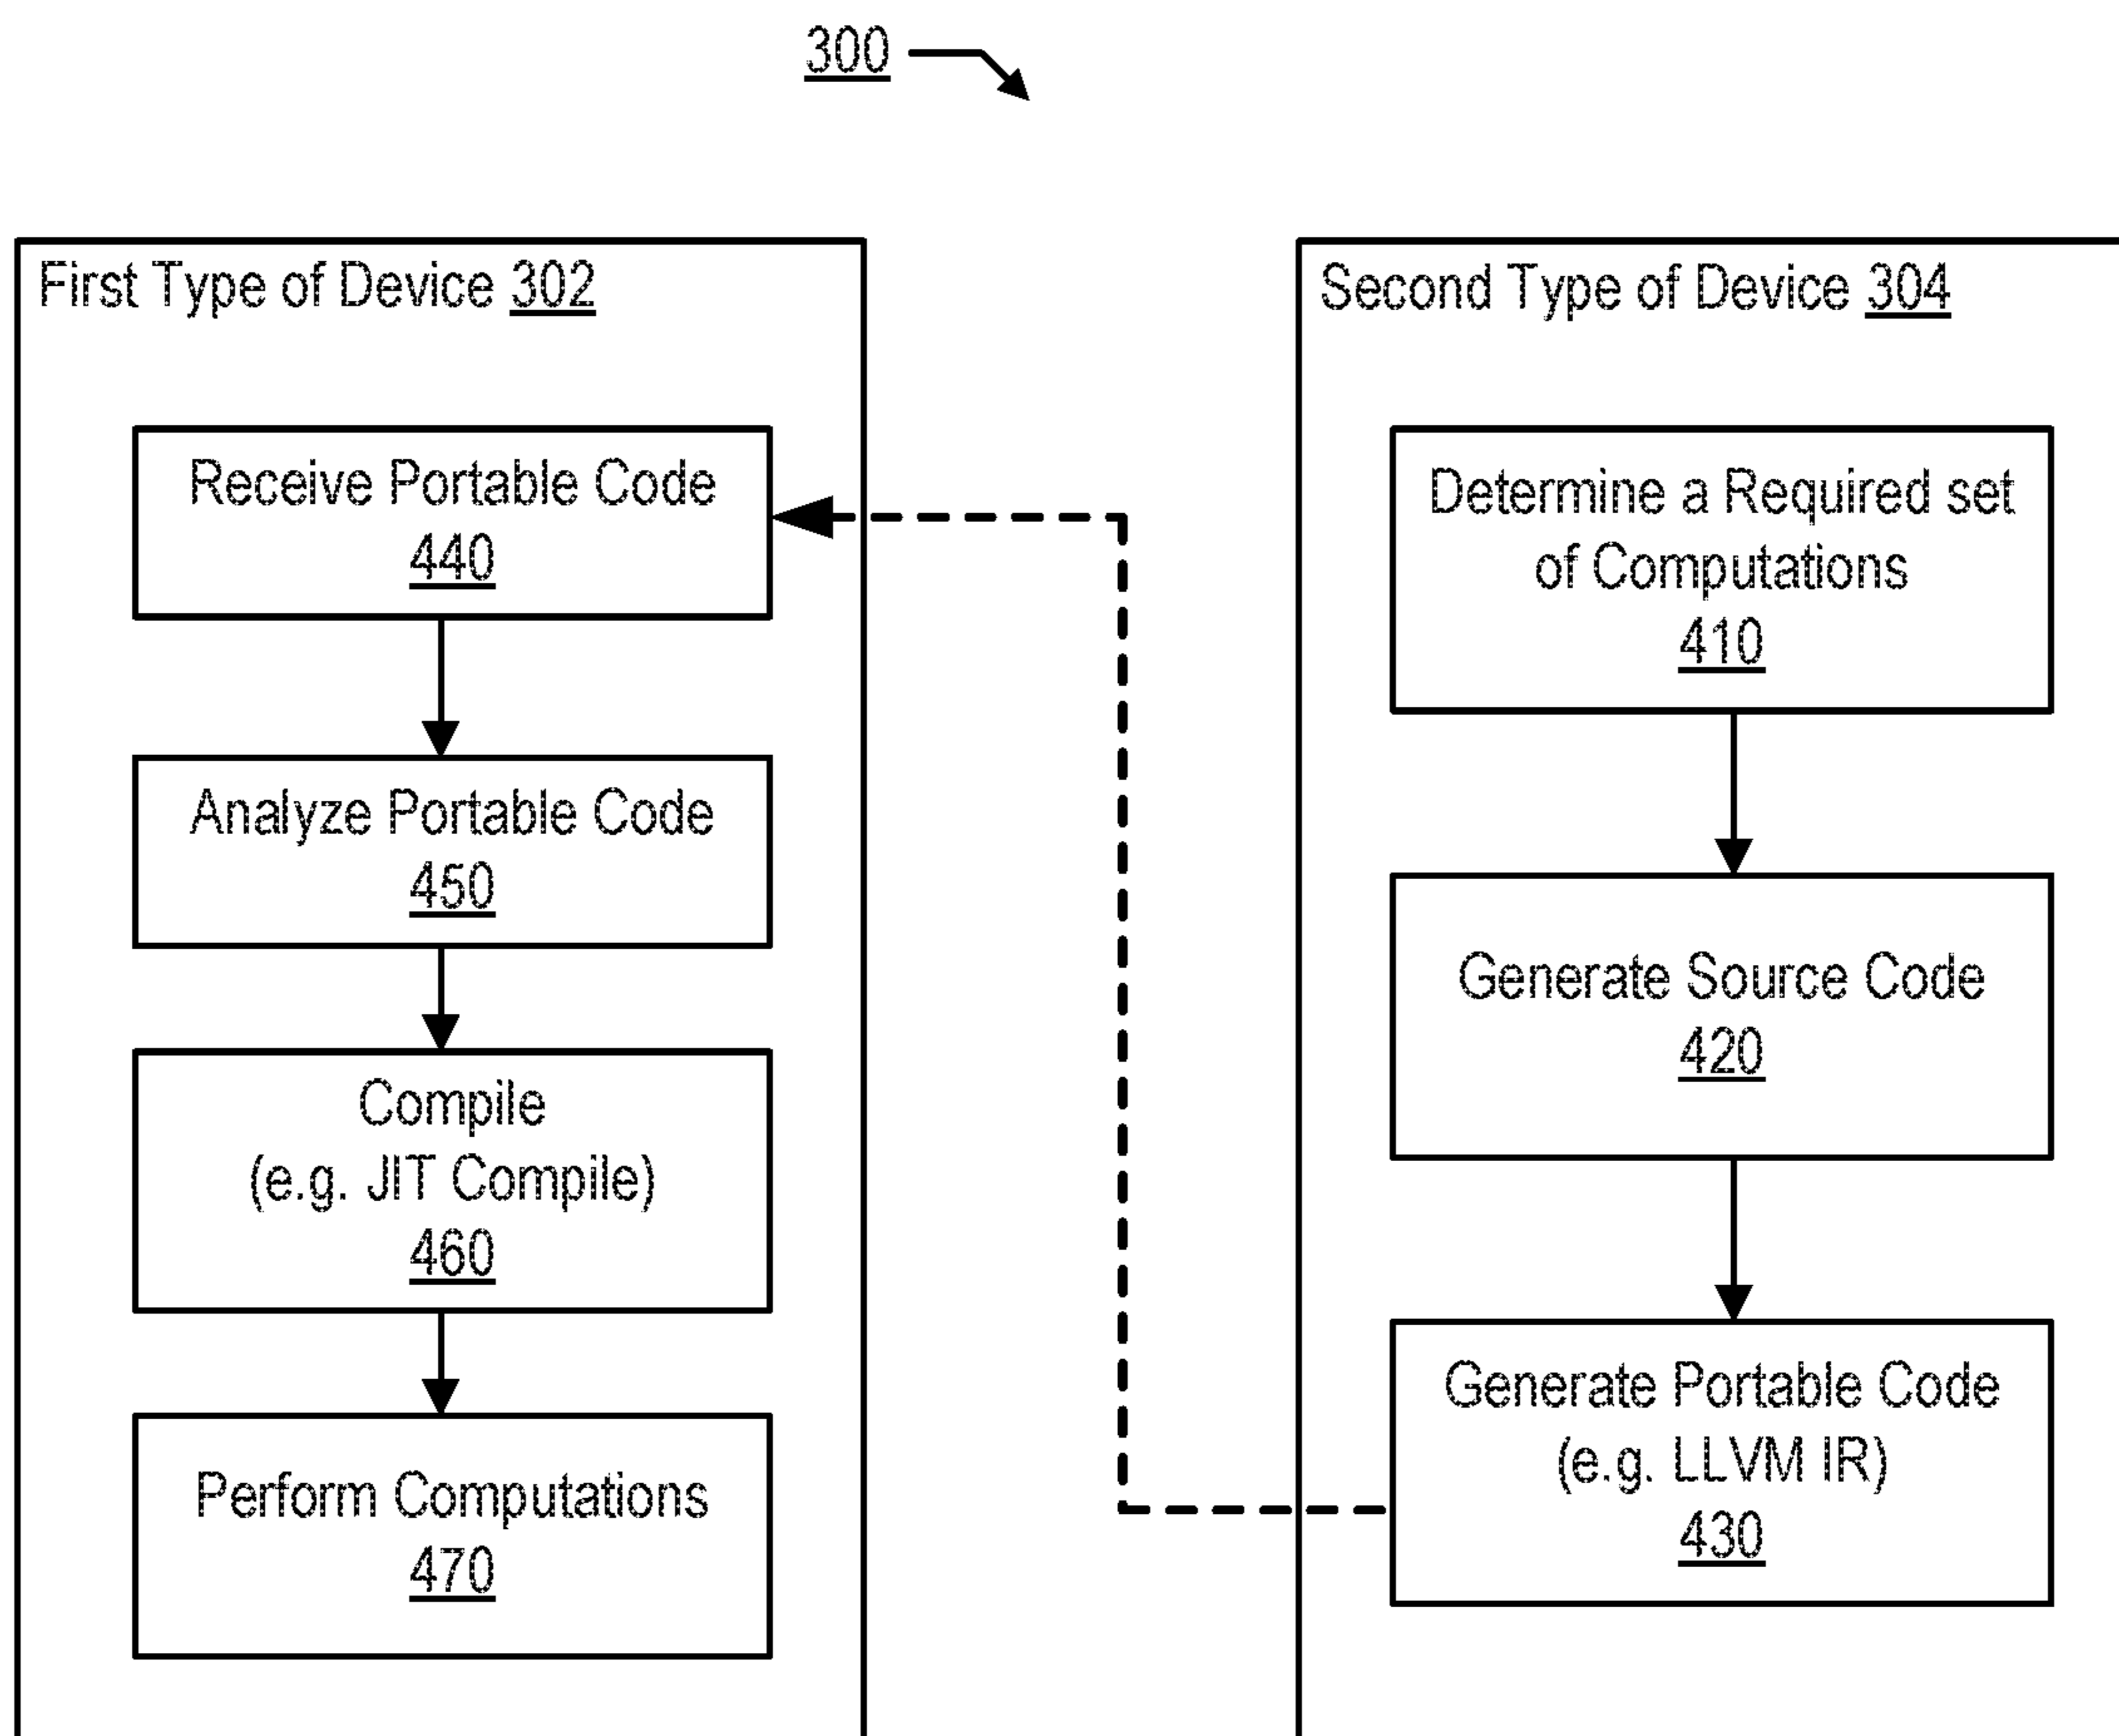 300
First Type of Device 302
Receive Portable Code
440
Analyze Portable Code
450
Compile
(e.g. JIT Compile)
460
Perform Computations
470
Second Type of Device 304
Determine a Required set
of Computations
410
Generate Source Code
420
Generate Portable Code
(e.g. LLVM IR)
430